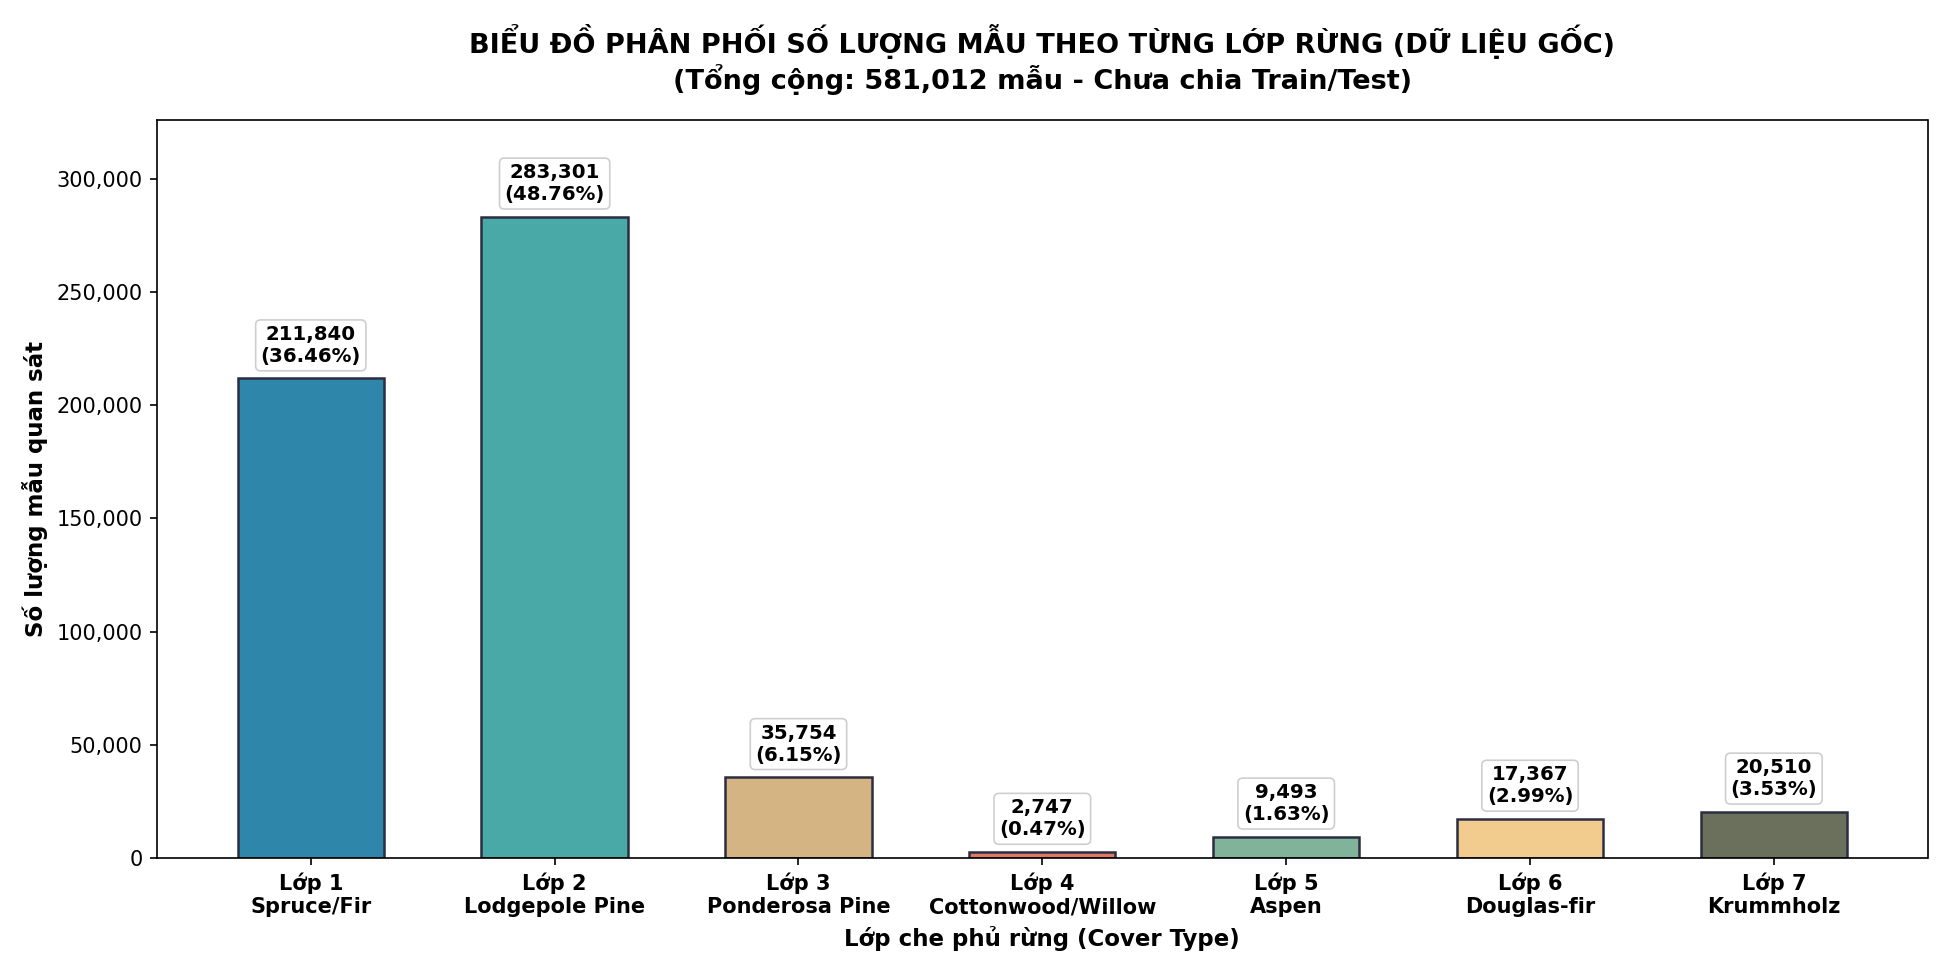 BIỂU ĐỒ PHÂN PHỐI SỐ LƯỢNG MẪU THEO TỪNG LỚP RỪNG (DỮ LIỆU GỐC)
(Tổng cộng: 581,012 mẫu - Chưa chia Train/Test)
Số lượng mẫu quan sát
300,000
250,000
200,000
150,000
100,000
50,000
0
211,840
(36.46%)
283,301
(48.76%)
35,754
(6.15%)
2,747
(0.47%)
9,493
(1.63%)
17,367
(2.99%)
20,510
(3.53%)
Lớp 1
Spruce/Fir
Lớp 2
Lodgepole Pine
Lớp 3
Ponderosa Pine
Lớp 4
Cottonwood/Willow
Lớp 5
Aspen
Lớp 6
Douglas-fir
Lớp 7
Krummholz
Lớp che phủ rừng (Cover Type)